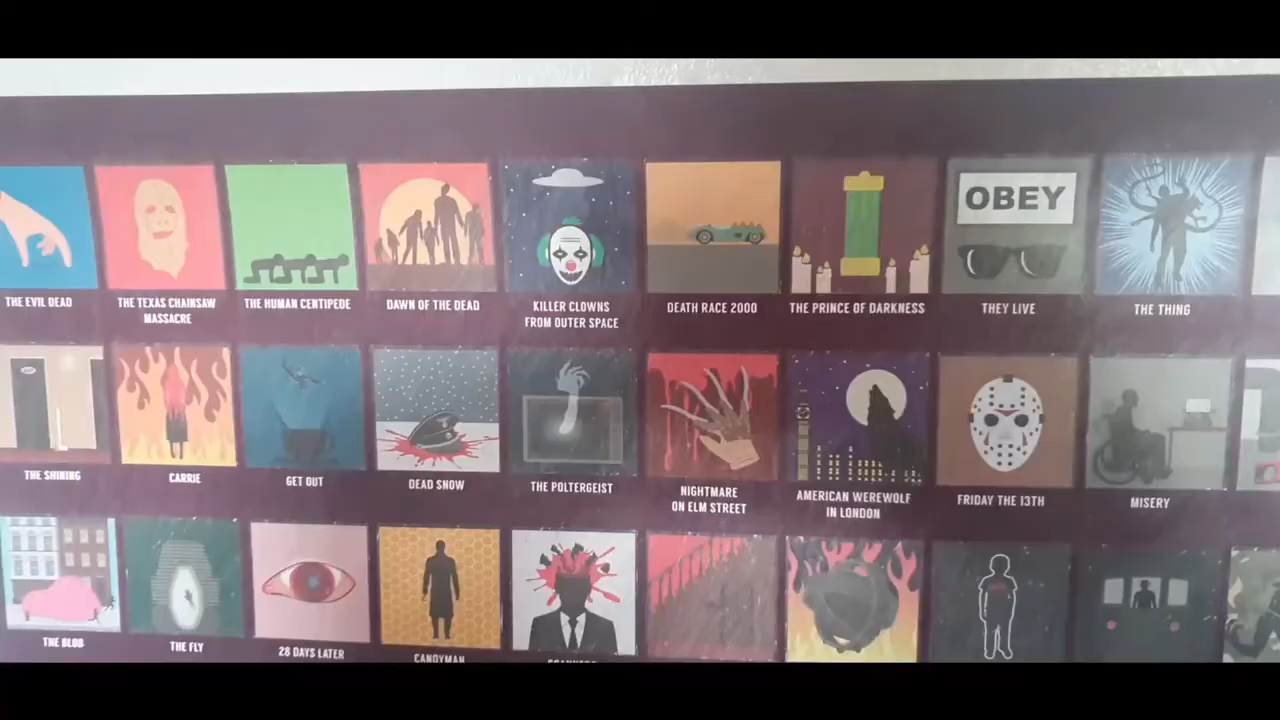 OBEY
THE EVIL DEAD
THE TEXAS CHAINSAW
MASSACRE
THE HUMAN CENTIPEDE
DAWN OF THE DEAD
KILLER CLOWNS
FROM OUTER SPACE
DEATH RACE 2000
THE PRINCE OF DARKNESS
THEY LIVE
THE THING
THE SHINING
CARRIE
GET OUT
DEAD SNOW
THE POLTERGEIST
NIGHTMARE
ON ELM STREET
AMERICAN WEREWOLF
IN LONDON
FRIDAY THE 13TH
MISERY
THE BLOB
THE FLY
28 DAYS LATER
CANDYMAN